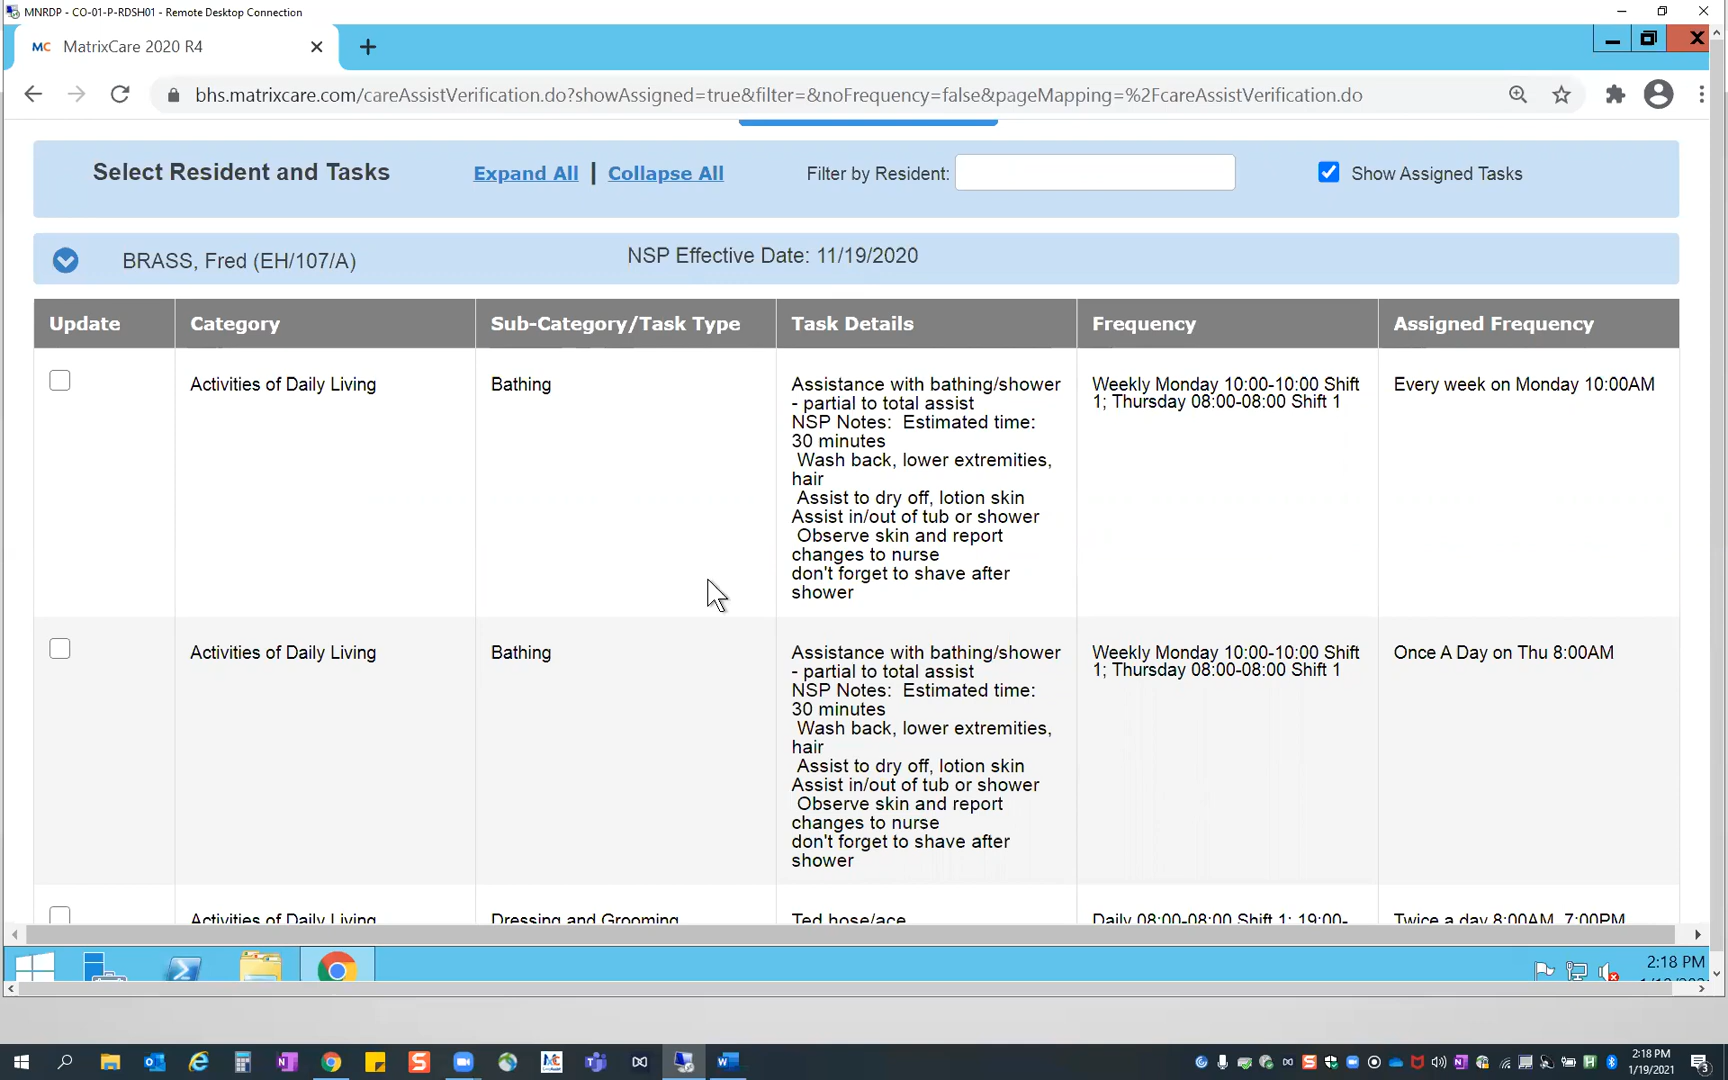 MNRDP - CO-01-P-RDSH01 - Remote Desktop Connection
MC MatrixCare 2020 R4
bhs.matrixcare.com/careAssistVerification.do?showAssigned=true&filter=&noFrequency=false&pageMapping=%2FcareAssistVerification.do
Select Resident and Tasks Expand All | Collapse All Filter by Resident: Show Assigned Tasks
BRASS, Fred (EH/107/A) NSP Effective Date: 11/19/2020
Update Category Sub-Category/Task Type Task Details Frequency Assigned Frequency
Activities of Daily Living
Bathing
Assistance with bathing/shower
- partial to total assist
NSP Notes: Estimated time:
30 minutes
Wash back, lower extremities,
hair
Assist to dry off, lotion skin
Assist in/out of tub or shower
Observe skin and report
changes to nurse
don't forget to shave after
shower
Weekly Monday 10:00-10:00 Shift
1; Thursday 08:00-08:00 Shift 1
Every week on Monday 10:00AM
Activities of Daily Living
Bathing
Assistance with bathing/shower
- partial to total assist
NSP Notes: Estimated time:
30 minutes
Wash back, lower extremities,
hair
Assist to dry off, lotion skin
Assist in/out of tub or shower
Observe skin and report
changes to nurse
don't forget to shave after
shower
Weekly Monday 10:00-10:00 Shift
1; Thursday 08:00-08:00 Shift 1
Once A Day on Thu 8:00AM
Activities of Daily Living
Dressing and Grooming
Ted hose/ace
Daily 08:00-08:00 Shift 1; 19:00-
Twice a day 8:00AM, 7:00PM
2:18 PM
2:18 PM
1/19/2021